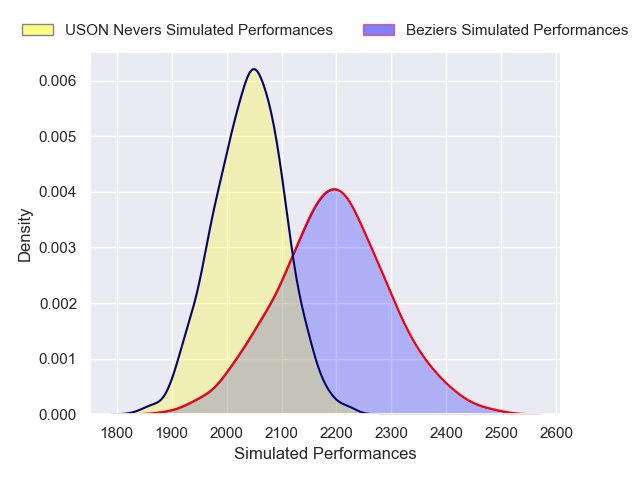 USON Nevers Simulated Performances
Beziers Simulated Performances
0.006
0.005
0.004
0.003
0.002
0.001
0.000
Density
1800 1900 2000 2100 2200 2300 2400 2500 2600
Simulated Performances